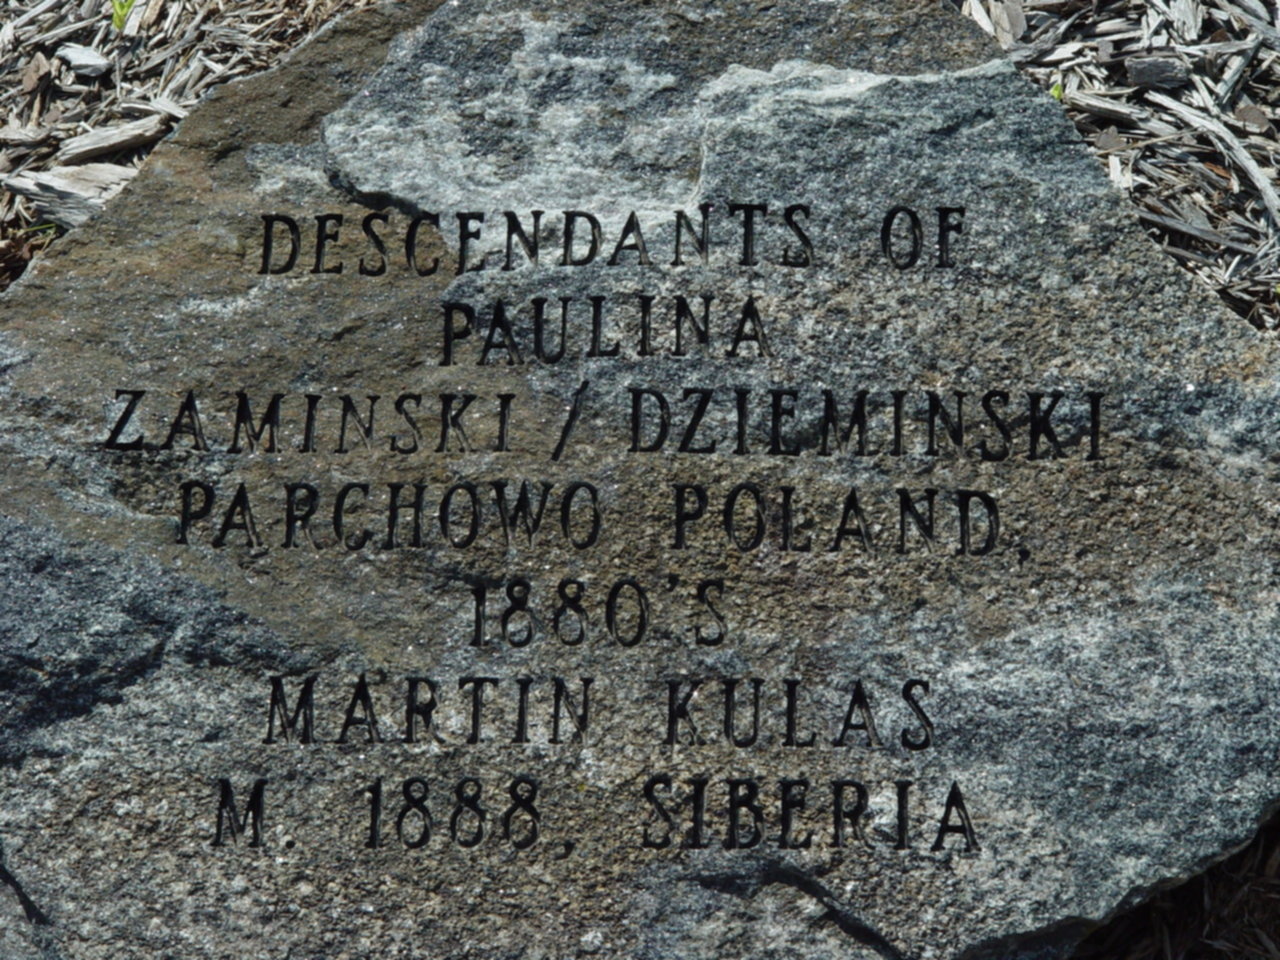 DESCENDANTS OF
PAULINA
ZAMINSKI / DZIEMINSKI
PARCHOWO POLAND,
1880'S
MARTIN KULAS
M. 1888, SIBERIA